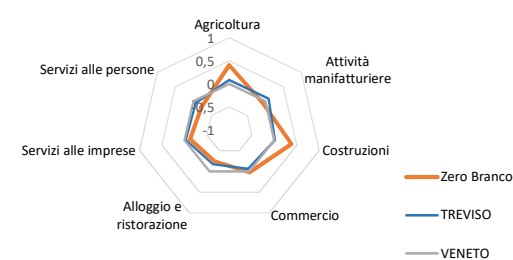 Agricoltura
Attività
manifatturiere
Costruzioni
Commercio
Alloggio e
ristorazione
Servizi alle imprese
Servizi alle persone
1
0,5
0
-0,5
-1
Zero Branco
TREVISO
VENETO